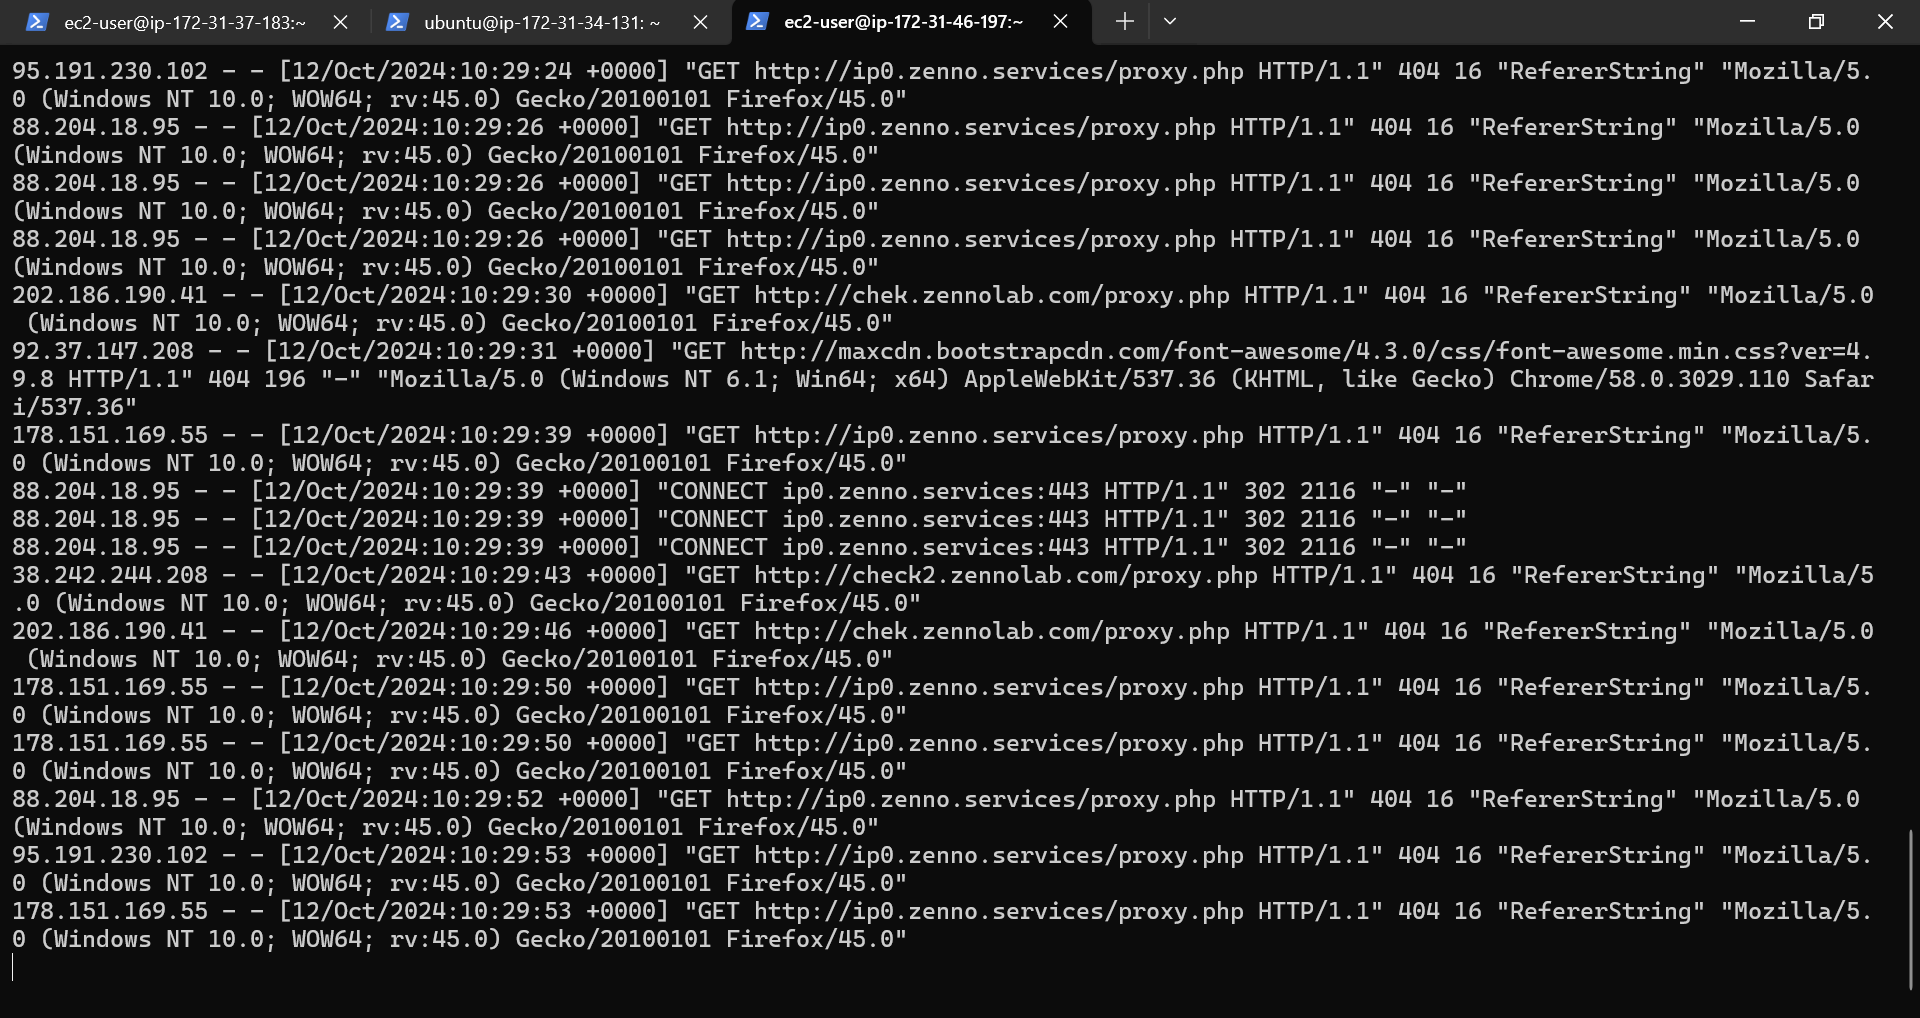 ec2-user@ip-172-31-37-183:~ ubuntu@ip-172-31-34-131: ~ ec2-user@ip-172-31-46-197:~
95.191.230.102 - - [12/Oct/2024:10:29:24 +0000] "GET http://ip0.zenno.services/proxy.php HTTP/1.1" 404 16 "RefererString" "Mozilla/5.
0 (Windows NT 10.0; WOW64; rv:45.0) Gecko/20100101 Firefox/45.0"
88.204.18.95 - - [12/Oct/2024:10:29:26 +0000] "GET http://ip0.zenno.services/proxy.php HTTP/1.1" 404 16 "RefererString" "Mozilla/5.0
(Windows NT 10.0; WOW64; rv:45.0) Gecko/20100101 Firefox/45.0"
88.204.18.95 - - [12/Oct/2024:10:29:26 +0000] "GET http://ip0.zenno.services/proxy.php HTTP/1.1" 404 16 "RefererString" "Mozilla/5.0
(Windows NT 10.0; WOW64; rv:45.0) Gecko/20100101 Firefox/45.0"
88.204.18.95 - - [12/Oct/2024:10:29:26 +0000] "GET http://ip0.zenno.services/proxy.php HTTP/1.1" 404 16 "RefererString" "Mozilla/5.0
(Windows NT 10.0; WOW64; rv:45.0) Gecko/20100101 Firefox/45.0"
202.186.190.41 - - [12/Oct/2024:10:29:30 +0000] "GET http://chek.zennolab.com/proxy.php HTTP/1.1" 404 16 "RefererString" "Mozilla/5.0
(Windows NT 10.0; WOW64; rv:45.0) Gecko/20100101 Firefox/45.0"
92.37.147.208 - - [12/Oct/2024:10:29:31 +0000] "GET http://maxcdn.bootstrapcdn.com/font-awesome/4.3.0/css/font-awesome.min.css?ver=4.
9.8 HTTP/1.1" 404 196 "-" "Mozilla/5.0 (Windows NT 6.1; Win64; x64) AppleWebKit/537.36 (KHTML, like Gecko) Chrome/58.0.3029.110 Safar
i/537.36"
178.151.169.55 - - [12/Oct/2024:10:29:39 +0000] "GET http://ip0.zenno.services/proxy.php HTTP/1.1" 404 16 "RefererString" "Mozilla/5.
0 (Windows NT 10.0; WOW64; rv:45.0) Gecko/20100101 Firefox/45.0"
88.204.18.95 - - [12/Oct/2024:10:29:39 +0000] "CONNECT ip0.zenno.services:443 HTTP/1.1" 302 2116 "-" "-"
88.204.18.95 - - [12/Oct/2024:10:29:39 +0000] "CONNECT ip0.zenno.services:443 HTTP/1.1" 302 2116 "-" "-"
88.204.18.95 - - [12/Oct/2024:10:29:39 +0000] "CONNECT ip0.zenno.services:443 HTTP/1.1" 302 2116 "-" "-"
38.242.244.208 - - [12/Oct/2024:10:29:43 +0000] "GET http://check2.zennolab.com/proxy.php HTTP/1.1" 404 16 "RefererString" "Mozilla/5
.0 (Windows NT 10.0; WOW64; rv:45.0) Gecko/20100101 Firefox/45.0"
202.186.190.41 - - [12/Oct/2024:10:29:46 +0000] "GET http://chek.zennolab.com/proxy.php HTTP/1.1" 404 16 "RefererString" "Mozilla/5.0
(Windows NT 10.0; WOW64; rv:45.0) Gecko/20100101 Firefox/45.0"
178.151.169.55 - - [12/Oct/2024:10:29:50 +0000] "GET http://ip0.zenno.services/proxy.php HTTP/1.1" 404 16 "RefererString" "Mozilla/5.
0 (Windows NT 10.0; WOW64; rv:45.0) Gecko/20100101 Firefox/45.0"
178.151.169.55 - - [12/Oct/2024:10:29:50 +0000] "GET http://ip0.zenno.services/proxy.php HTTP/1.1" 404 16 "RefererString" "Mozilla/5.
0 (Windows NT 10.0; WOW64; rv:45.0) Gecko/20100101 Firefox/45.0"
88.204.18.95 - - [12/Oct/2024:10:29:52 +0000] "GET http://ip0.zenno.services/proxy.php HTTP/1.1" 404 16 "RefererString" "Mozilla/5.0
(Windows NT 10.0; WOW64; rv:45.0) Gecko/20100101 Firefox/45.0"
95.191.230.102 - - [12/Oct/2024:10:29:53 +0000] "GET http://ip0.zenno.services/proxy.php HTTP/1.1" 404 16 "RefererString" "Mozilla/5.
0 (Windows NT 10.0; WOW64; rv:45.0) Gecko/20100101 Firefox/45.0"
178.151.169.55 - - [12/Oct/2024:10:29:53 +0000] "GET http://ip0.zenno.services/proxy.php HTTP/1.1" 404 16 "RefererString" "Mozilla/5.
0 (Windows NT 10.0; WOW64; rv:45.0) Gecko/20100101 Firefox/45.0"